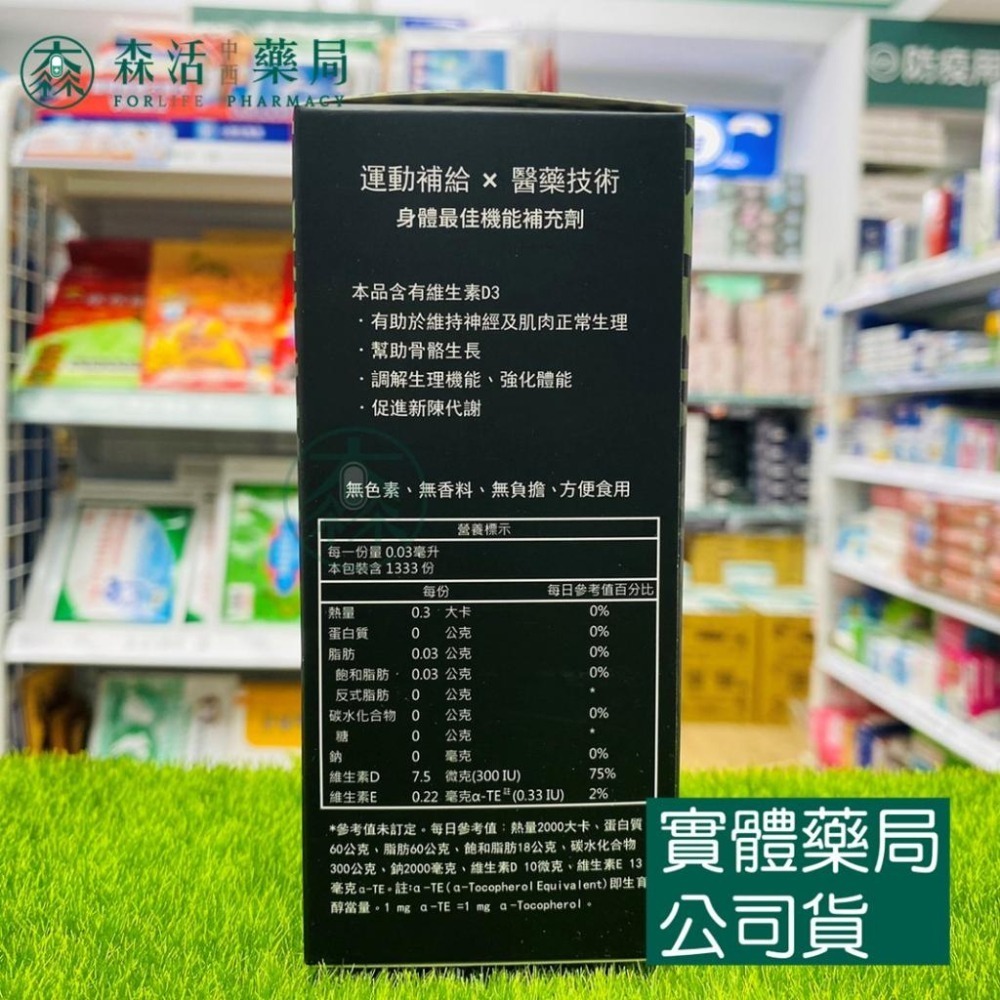 森活中西藥局
FORLIFE PHARMACY
防疫用
運動補給 × 醫藥技術
身體最佳機能補充劑
本品含有維生素D3
·有助於維持神經及肌肉正常生理
·幫助骨骼生長
·調解生理機能、強化體能
·促進新陳代謝
無色素、無香料、無負擔、方便食用
營養標示
每一份量 0.03毫升
本包裝含 1333 份
每份 每日參考值百分比
熱量 0.3 大卡 0%
蛋白質 0 公克 0%
脂肪 0.03 公克 0%
飽和脂肪 0.03 公克 0%
反式脂肪 0 公克 *
碳水化合物 0 公克 0%
糖 0 公克 *
鈉 0 毫克 0%
維生素D 7.5 微克(300 IU) 75%
維生素E 0.22 毫克α-TE註(0.33 IU) 2%
*參考值未訂定。每日參考值：熱量2000大卡、蛋白質
60公克、脂肪60公克、飽和脂肪18公克、碳水化合物
300公克、鈉2000毫克、維生素D 10微克、維生素E 13
毫克α-TE。註:α-TE(α-Tocopherol Equivalent)即生育
醇當量。1 mg α-TE =1 mg α-Tocopherol。
實體藥局
公司貨